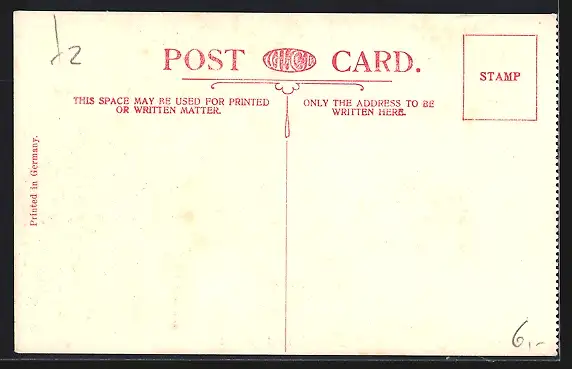 2
POST CARD.
STAMP
THIS SPACE MAY BE USED FOR PRINTED
OR WRITTEN MATTER.
ONLY THE ADDRESS TO BE
WRITTEN HERE.
Printed in Germany.
6,-